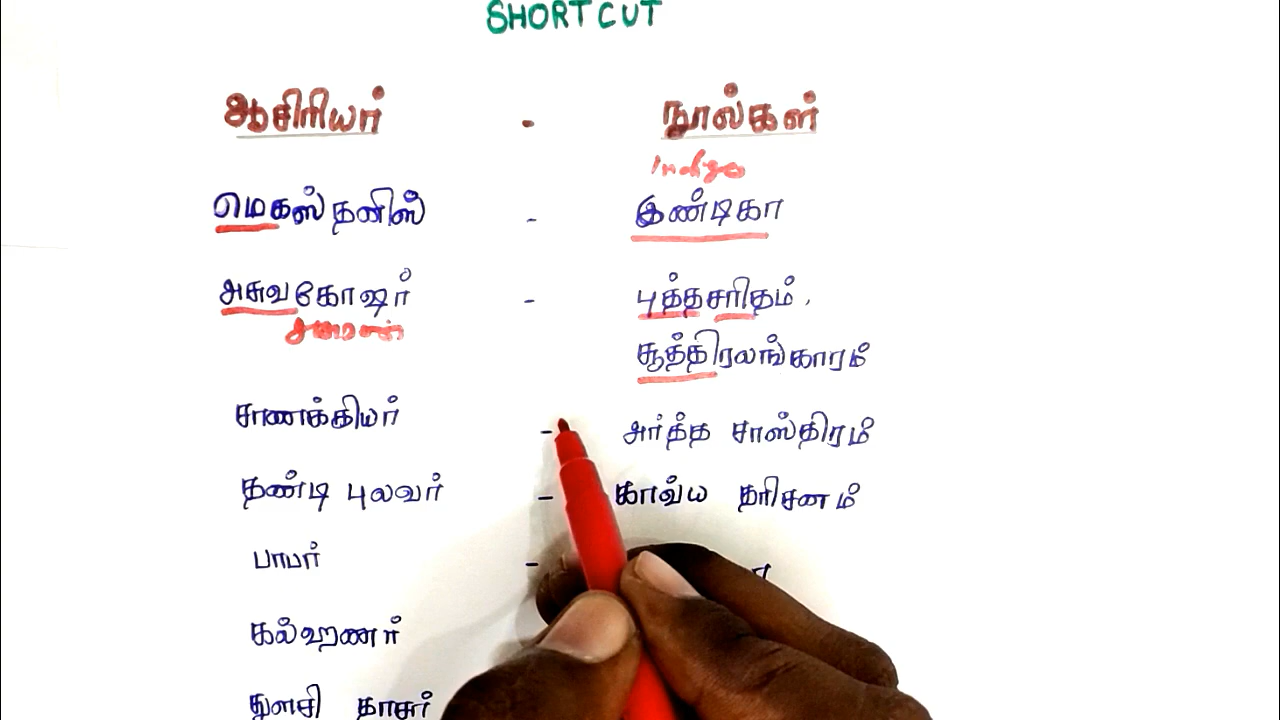 SHORTCUT
ஆசிரியர் - நூல்கள்
மெகஸ்தனிஸ் - இண்டிகா
அசுவகோஷர் - புத்தசரிதம்,
சூத்திரலங்காரம்
சாணக்கியர் - அர்த்த சாஸ்திரம்
தண்டி புலவர் - காவ்ய தரிசனம்
பாபர் -
கல்ஹணர்
துளசி தாசர்